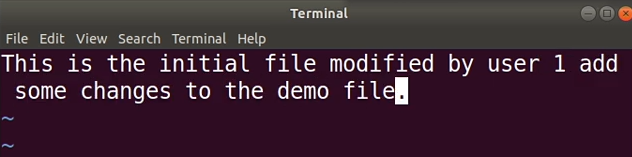 Terminal
File Edit View Search Terminal Help
This is the initial file modified by user 1 add
some changes to the demo file.
~
~